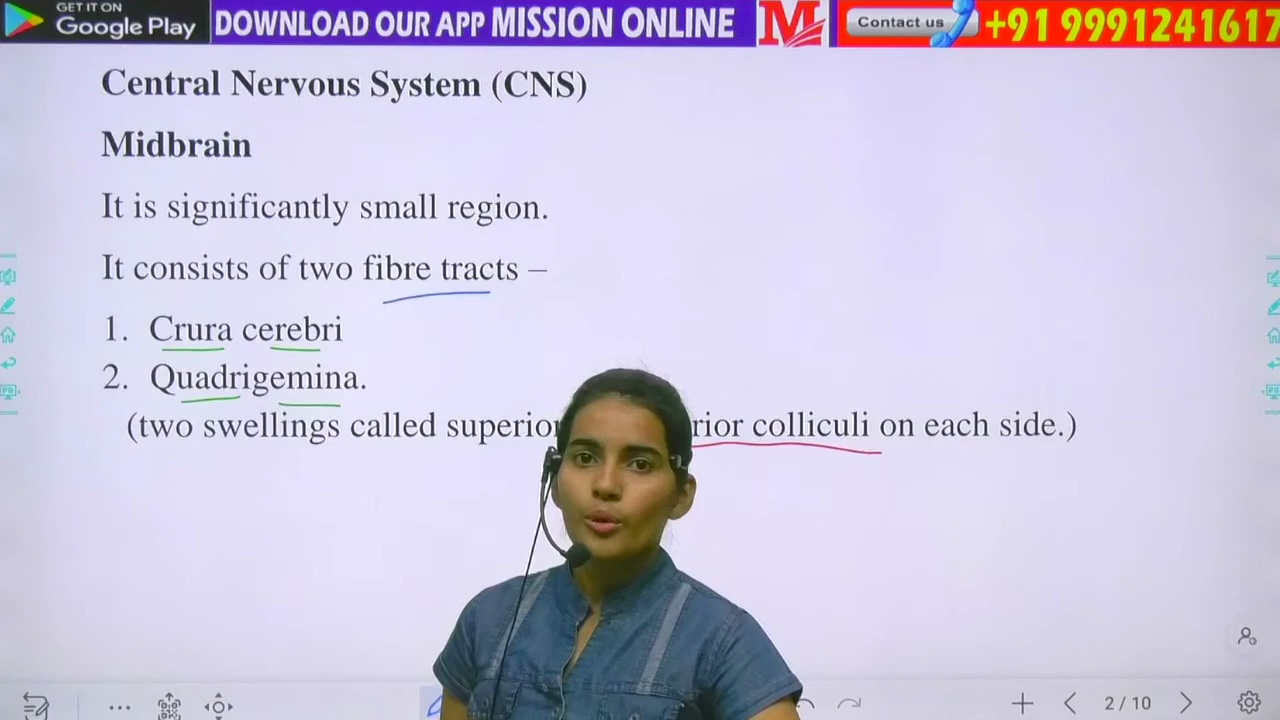 GET IT ON
Google Play
DOWNLOAD OUR APP MISSION ONLINE
M
Contact us
+91 9991241617
Central Nervous System (CNS)
Midbrain
It is significantly small region.
It consists of two fibre tracts –
1. Crura cerebri
2. Quadrigemina.
(two swellings called superio rior colliculi on each side.)
2 / 10